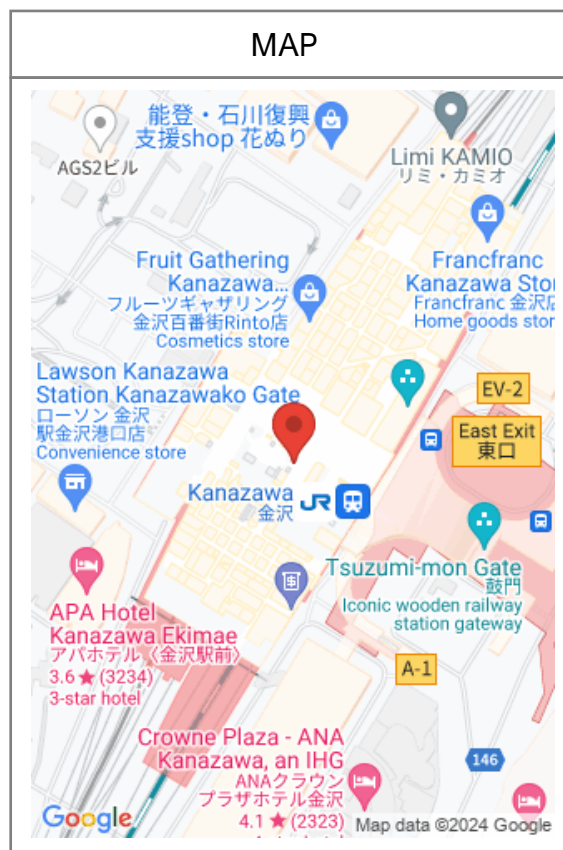 MAP
能登・石川復興
支援shop 花ぬり
AGS2ビル
Limi KAMIO
リミ・カミオ
Fruit Gathering
Kanazawa...
フルーツギャザリング
金沢百番街Rinto店
Cosmetics store
Francfranc
Kanazawa Sto
Francfranc 金沢店
Home goods stor
Lawson Kanazawa
Station Kanazawako Gate
ローソン 金沢
駅金沢港口店
Convenience store
EV-2
East Exit
東口
Kanazawa
金沢
JR
Tsuzumi-mon Gate
鼓門
Iconic wooden railway
station gateway
APA Hotel
Kanazawa Ekimae
アパホテル〈金沢駅前〉
3.6 ★ (3234)
3-star hotel
A-1
Crowne Plaza - ANA
Kanazawa, an IHG
ANAクラウン
プラザホテル金沢
4.1 ★ (2323)
146
Google
Map data ©2024 Google